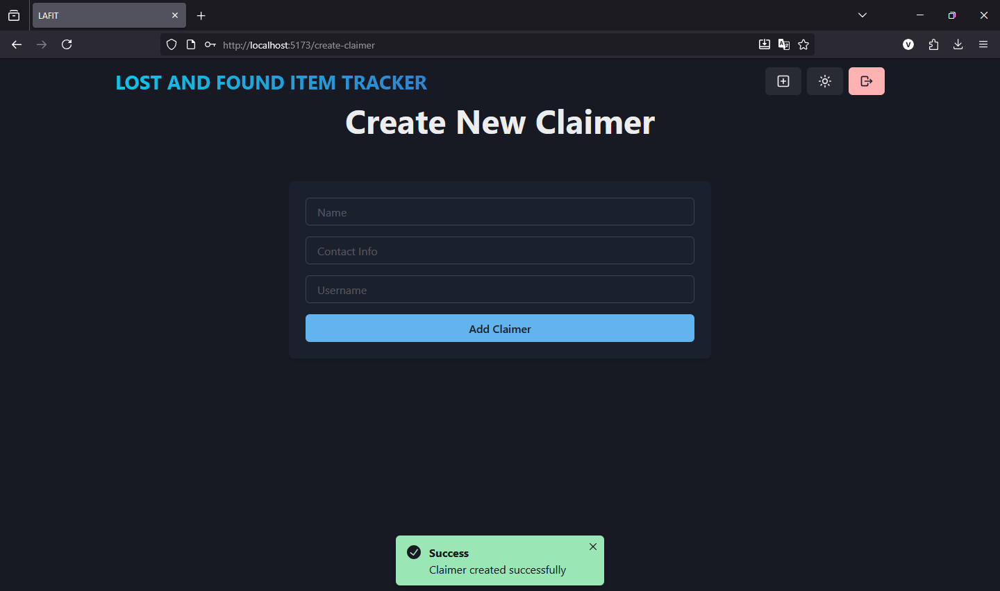 LAFIT
http://localhost:5173/create-claimer
V
LOST AND FOUND ITEM TRACKER
Create New Claimer
Name
Contact Info
Username
Add Claimer
Success
Claimer created successfully